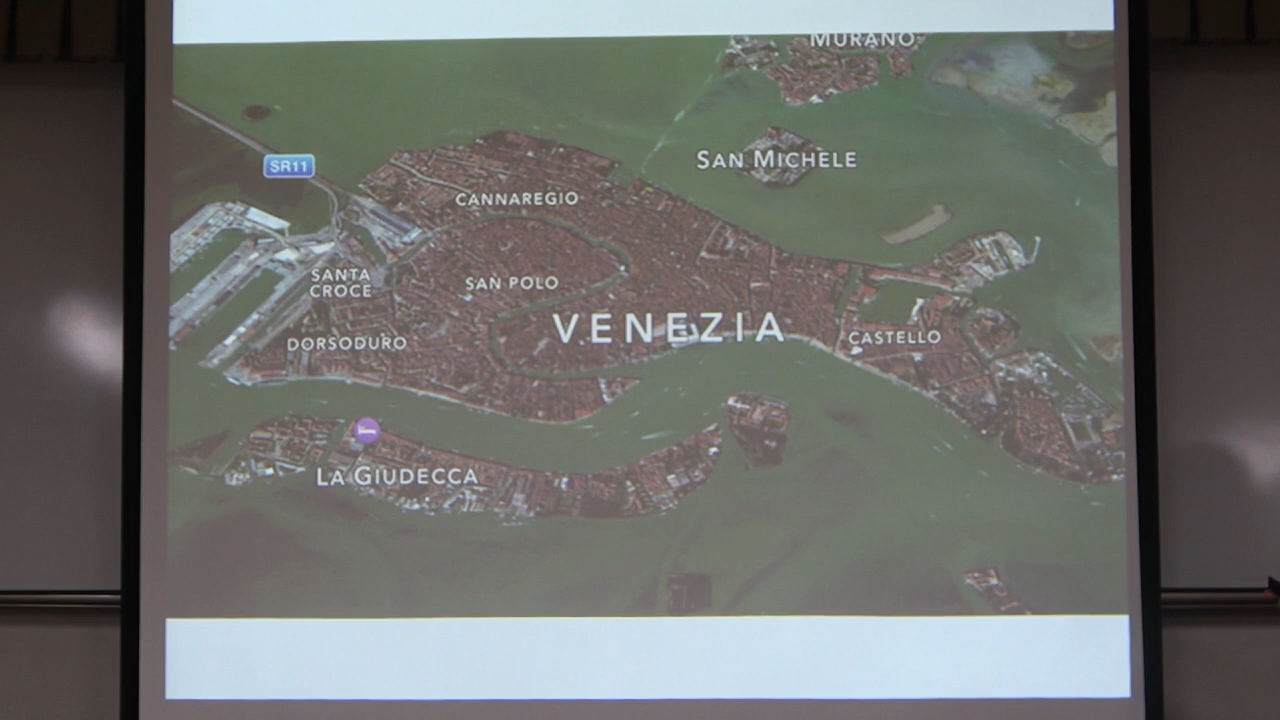 MURANO
SAN MICHELE
SR11
CANNAREGIO
SANTA
CROCE
SAN POLO
VENEZIA
DORSODURO
CASTELLO
LA GIUDECCA